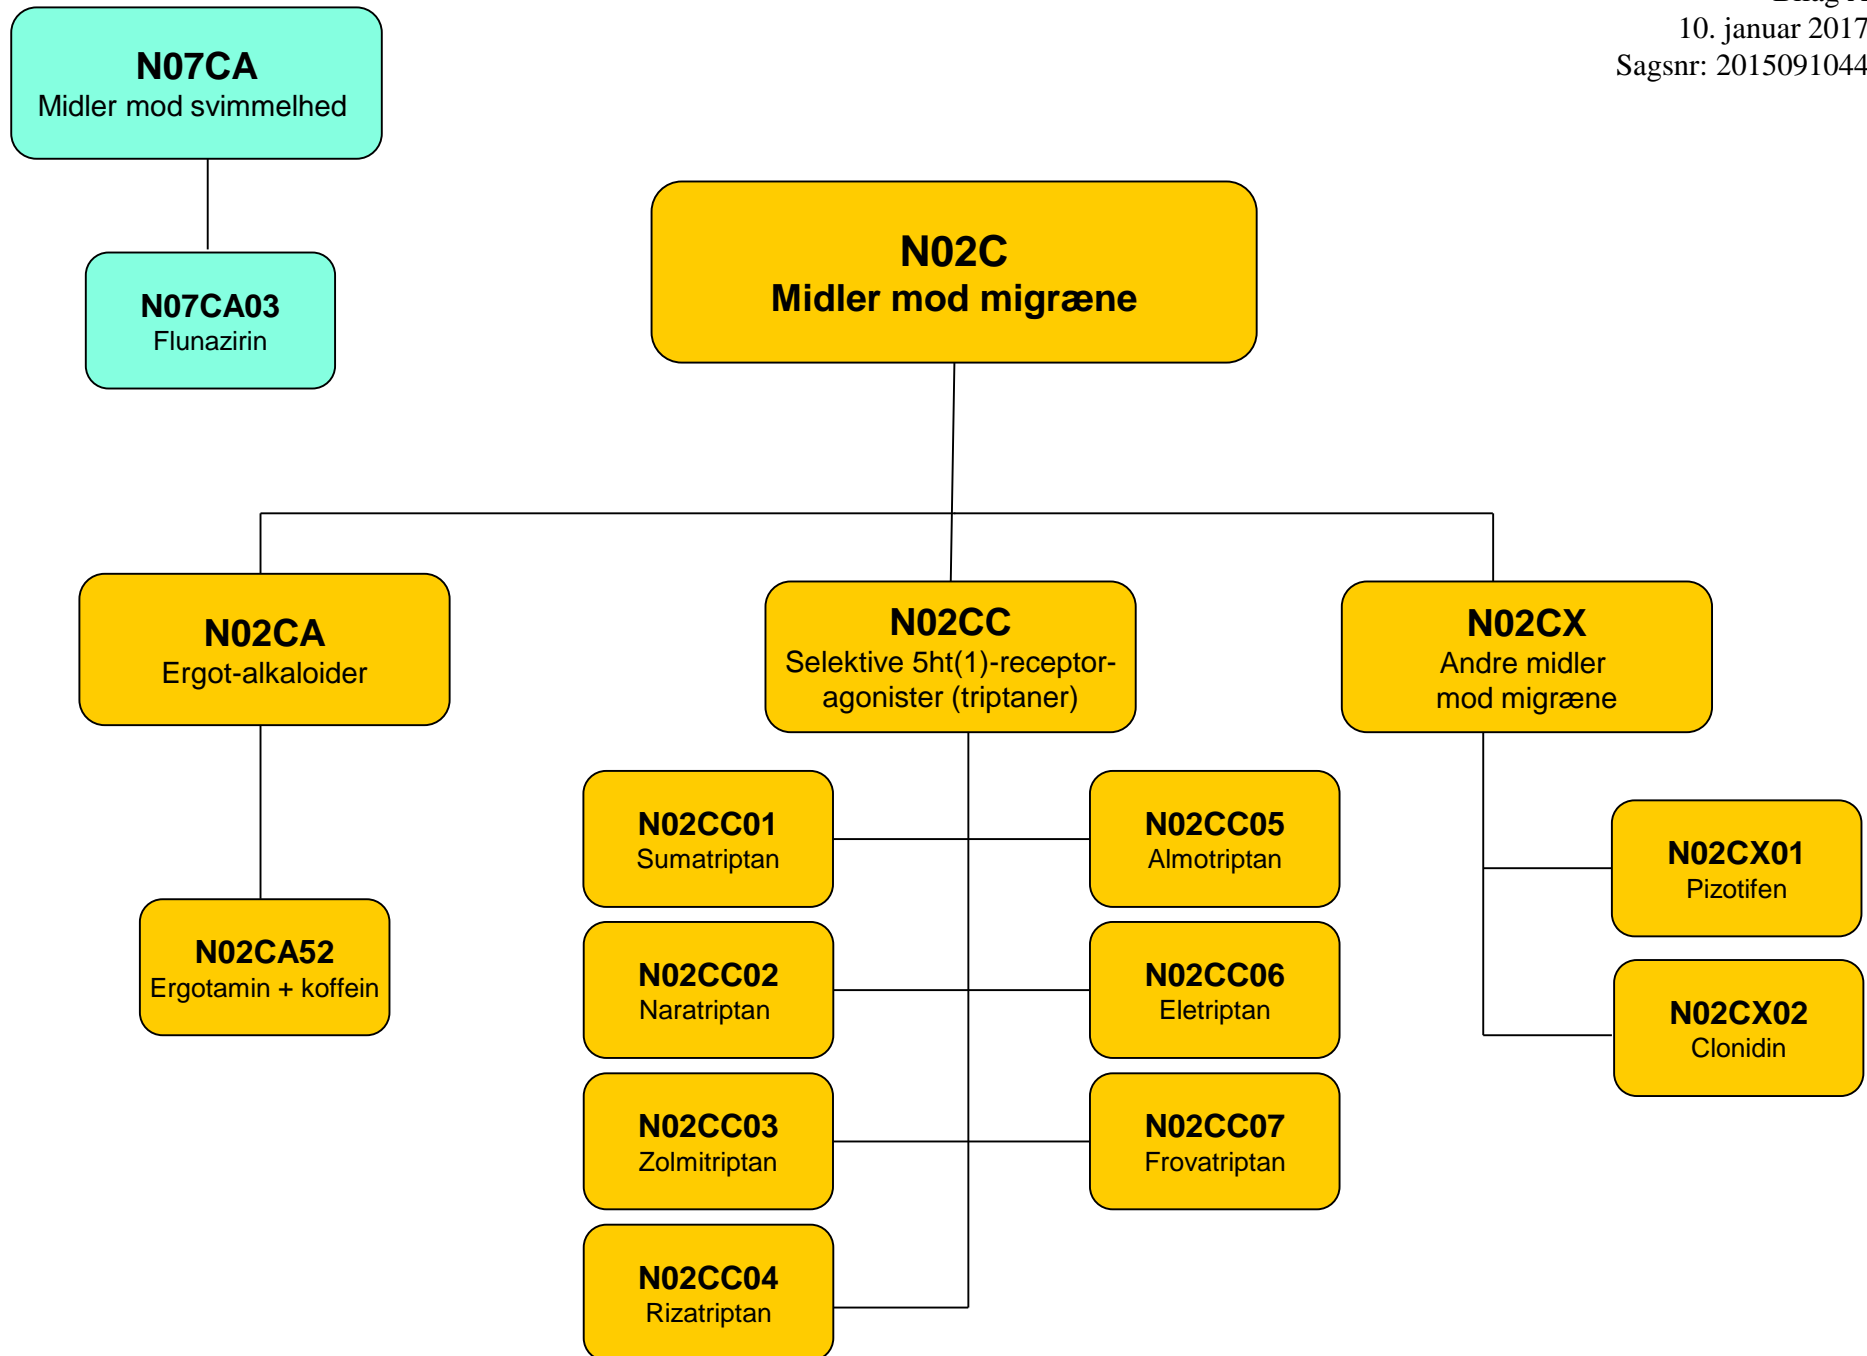 10. januar 2017
Sagsnr: 2015091044
N07CA
Midler mod svimmelhed
N07CA03
Flunazirin
N02C
Midler mod migræne
N02CA
Ergot-alkaloider
N02CA52
Ergotamin + koffein
N02CC
Selektive 5ht(1)-receptor-
agonister (triptaner)
N02CC01
Sumatriptan
N02CC02
Naratriptan
N02CC03
Zolmitriptan
N02CC04
Rizatriptan
N02CC05
Almotriptan
N02CC06
Eletriptan
N02CC07
Frovatriptan
N02CX
Andre midler
mod migræne
N02CX01
Pizotifen
N02CX02
Clonidin